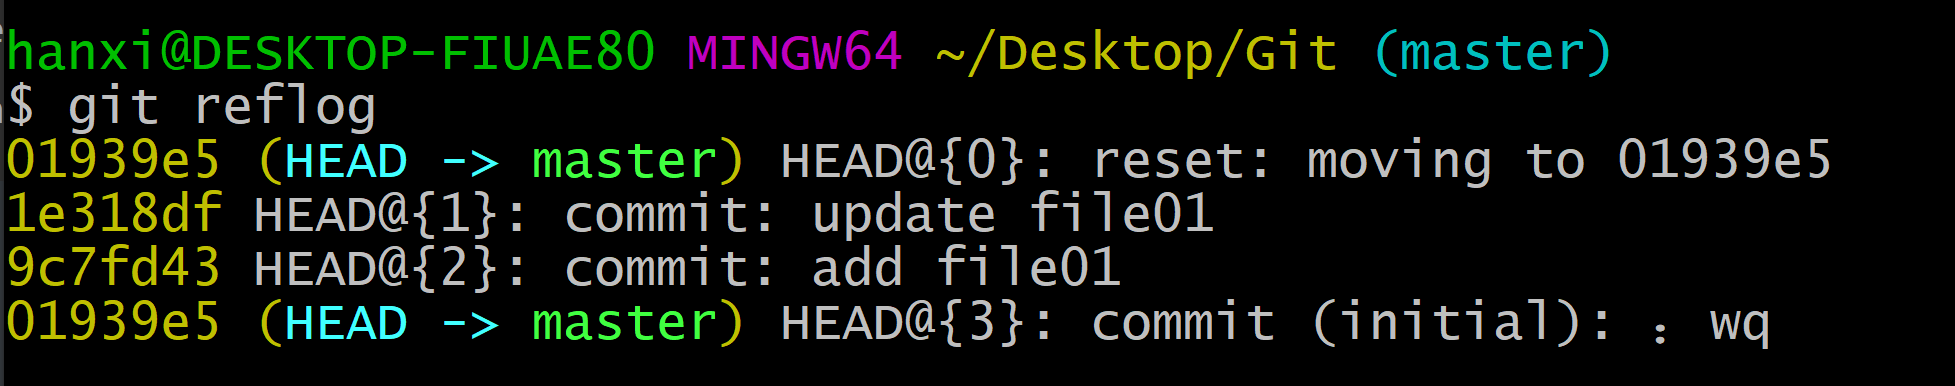 hanxi@DESKTOP-FIUAE80 MINGW64 ~/Desktop/Git (master)
$ git reflog
01939e5 (HEAD -> master) HEAD@{0}: reset: moving to 01939e5
1e318df HEAD@{1}: commit: update file01
9c7fd43 HEAD@{2}: commit: add file01
01939e5 (HEAD -> master) HEAD@{3}: commit (initial): ：wq